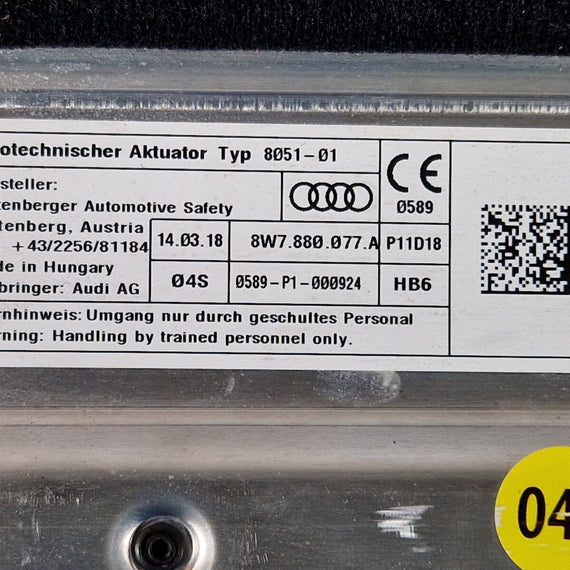 otechnischer Aktuator Typ 8051-01
steller:
tenberger Automotive Safety
tenberg, Austria
+43/2256/81184
de in Hungary
bringer: Audi AG
14.03.18 8W7.880.077.A P11D18
04S 0589-P1-000924 HB6
CE
0589
rnhinweis: Umgang nur durch geschultes Personal
rning: Handling by trained personnel only.
04